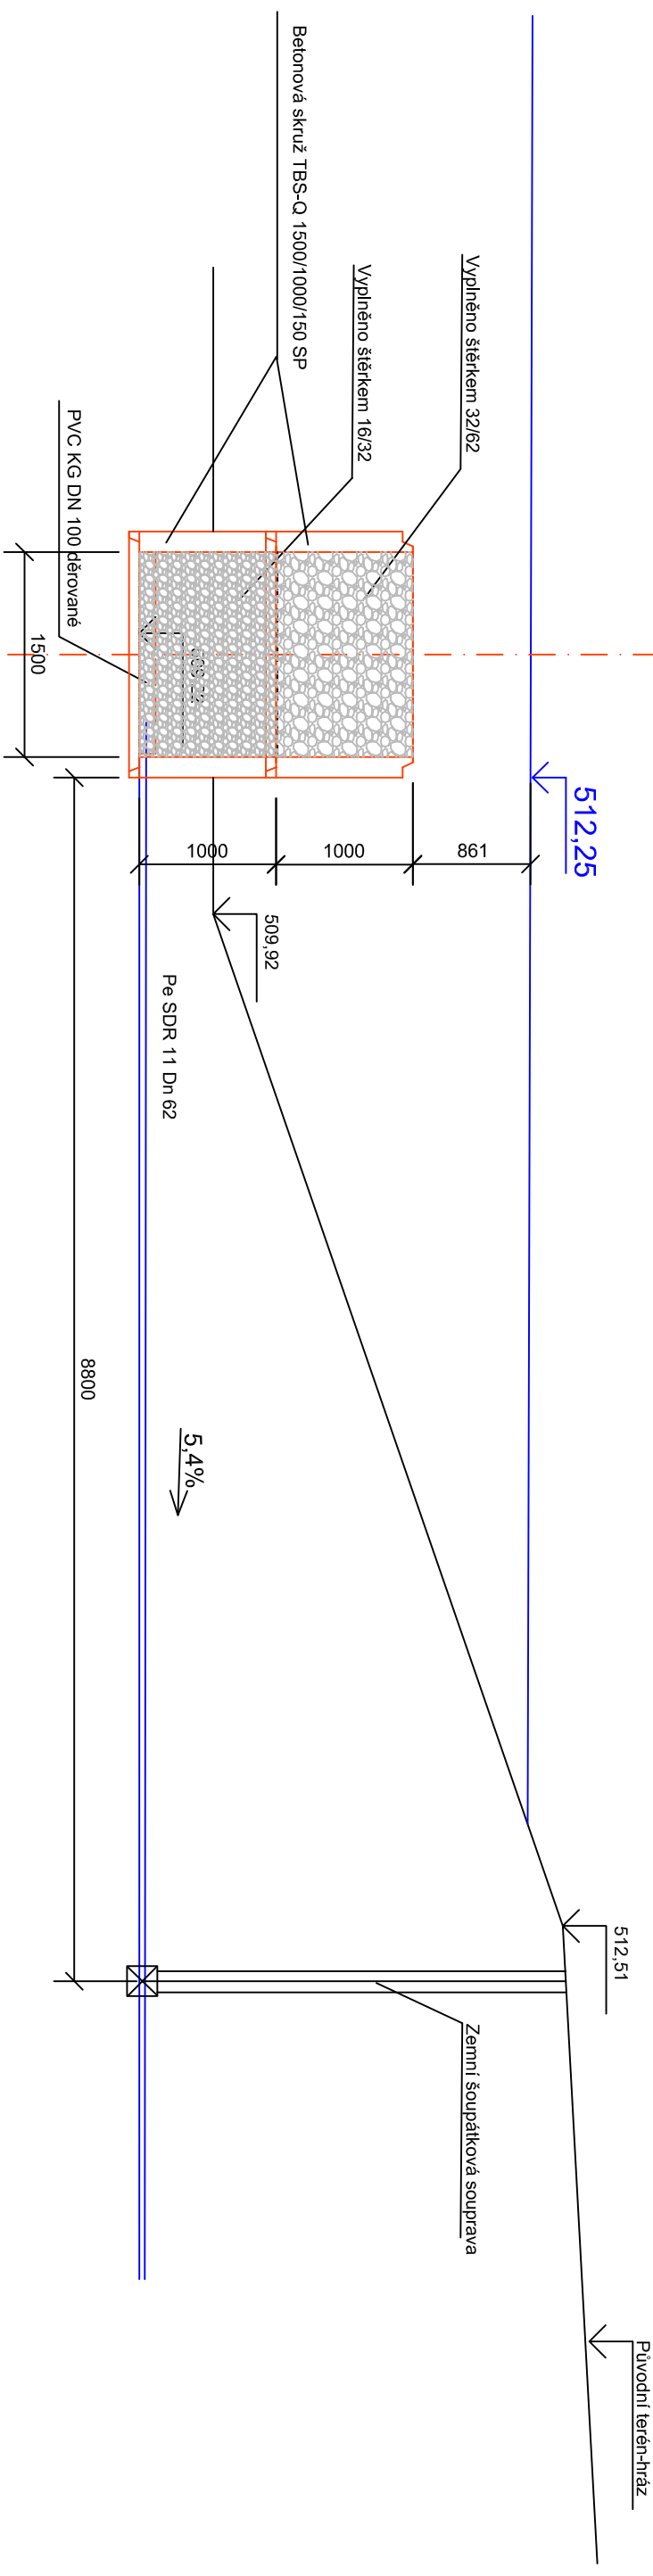 Betonová skruž TBS-Q 1500/1000/150 SP
Vyplněno štěrkem 16/32
Vyplněno štěrkem 32/62
PVC KG DN 100 děrované
1500
512,25
1000
1000
861
509,92
Pe SDR 11 Dn 62
8800
5,4%
512,51
Zemní šoupátková souprava
Původní terén-hráz